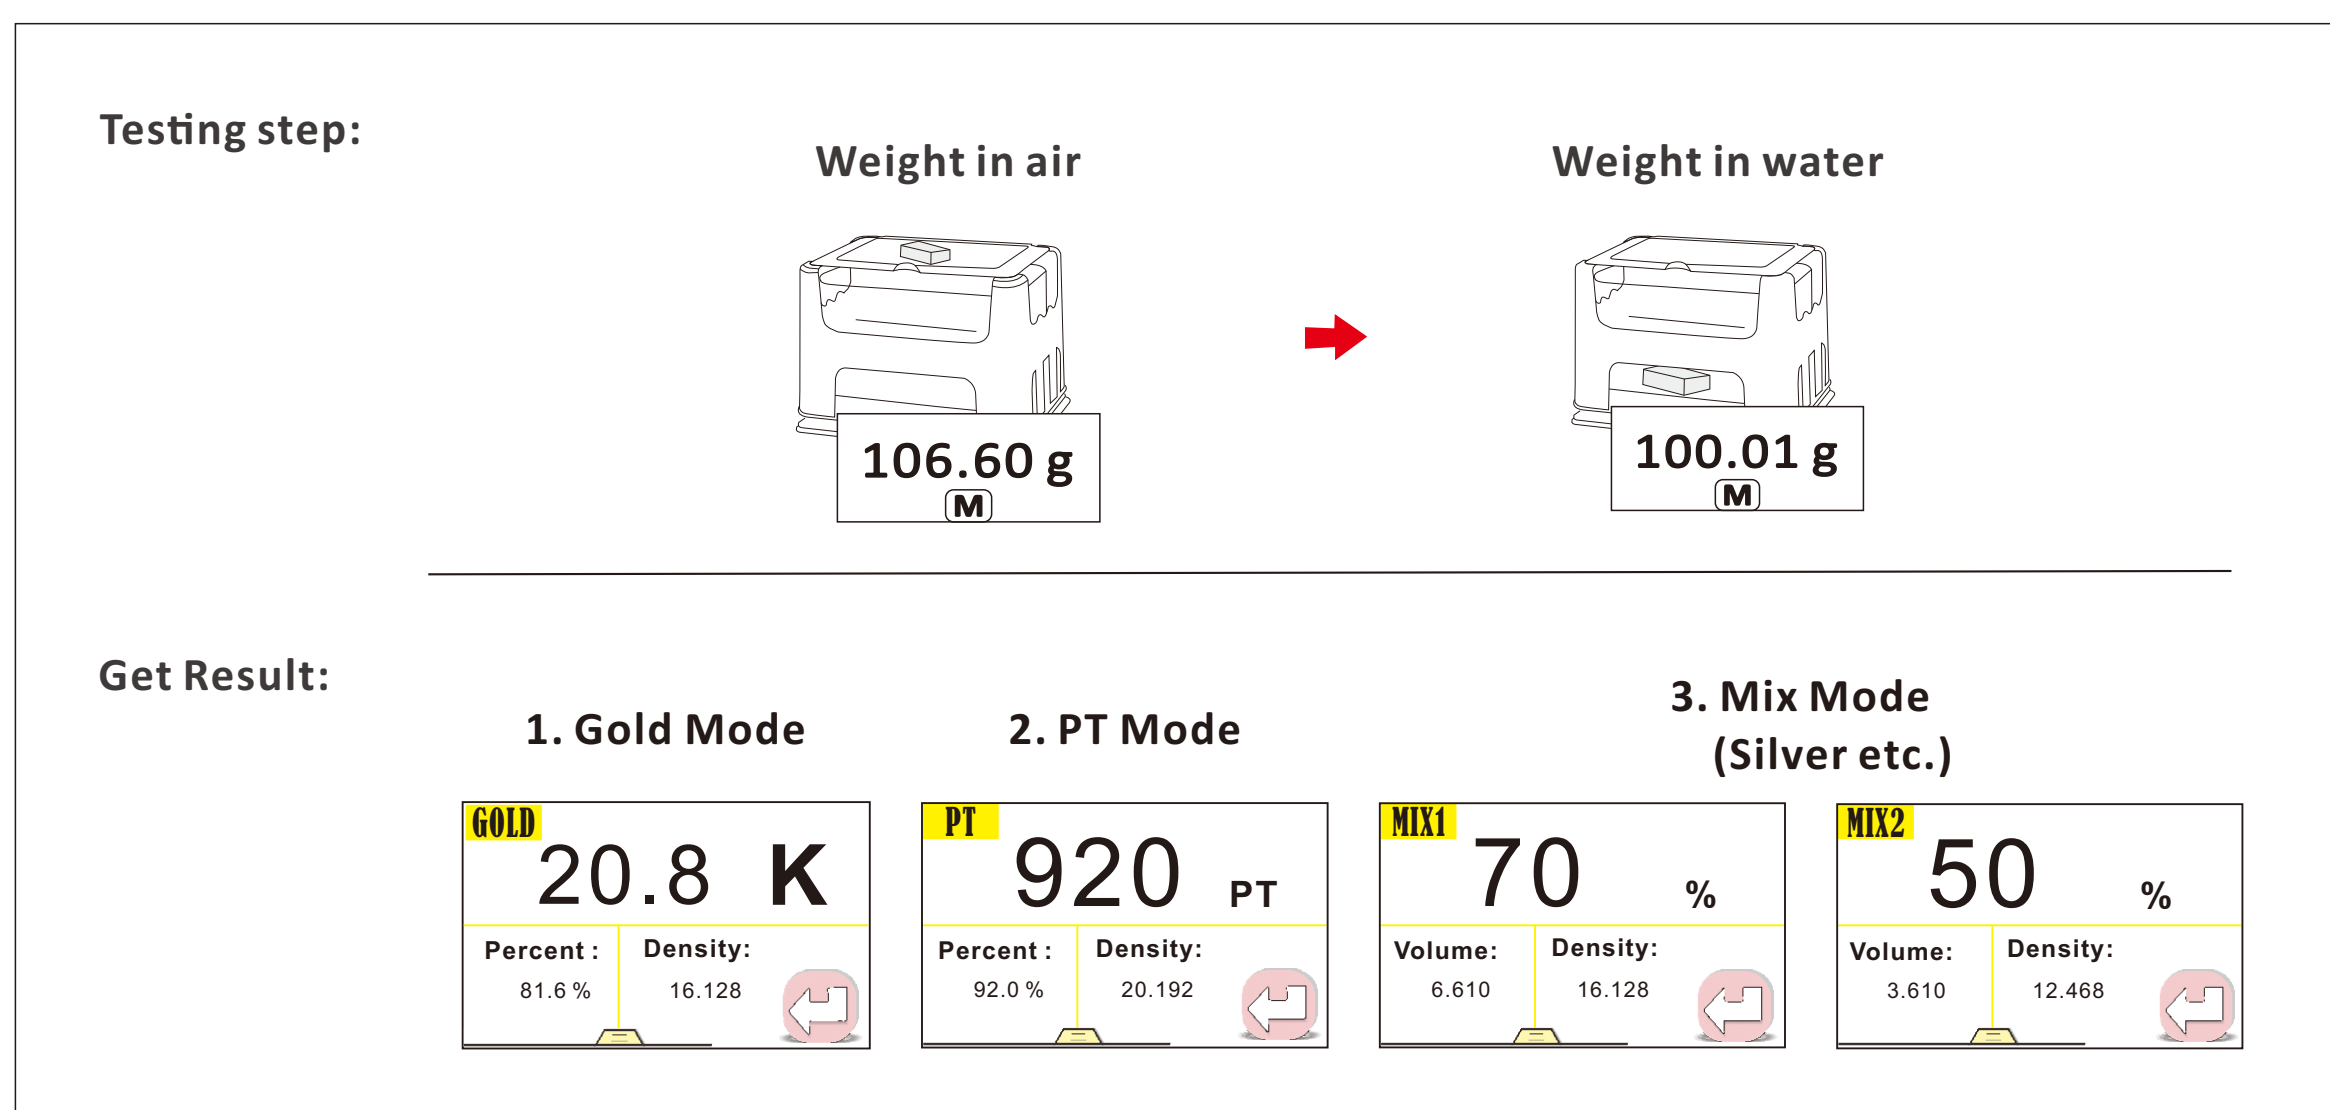 Testing step:
Weight in air
Weight in water
106.60 g
M
100.01 g
M
Get Result:
1. Gold Mode
2. PT Mode
3. Mix Mode
(Silver etc.)
GOLD
20.8 K
Percent :
Density:
81.6 %
16.128
PT
920 PT
Percent :
Density:
92.0 %
20.192
MIX1
70 %
Volume:
Density:
6.610
16.128
MIX2
50 %
Volume:
Density:
3.610
12.468